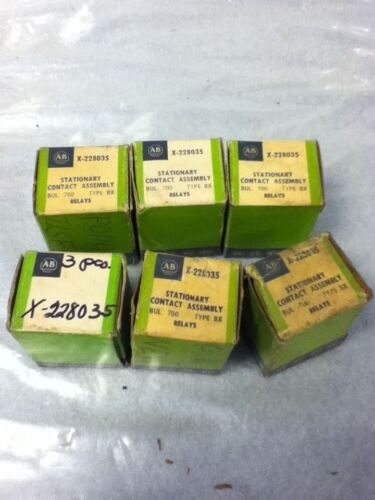 AB
X-228035
STATIONARY
CONTACT ASSEMBLY
BUL. 700 TYPE BX
RELAYS
AB
X-228035
STATIONARY
CONTACT ASSEMBLY
BUL. 700 TYPE BX
RELAYS
AB
X-228035
STATIONARY
CONTACT ASSEMBLY
BUL. 700 TYPE BX
RELAYS
AB
3 pcs.
X-228035
AB
X-228035
STATIONARY
CONTACT ASSEMBLY
BUL. 700 TYPE BX
RELAYS
AB
X-228035
STATIONARY
CONTACT ASSEMBLY
BUL. 700 TYPE BX
RELAYS